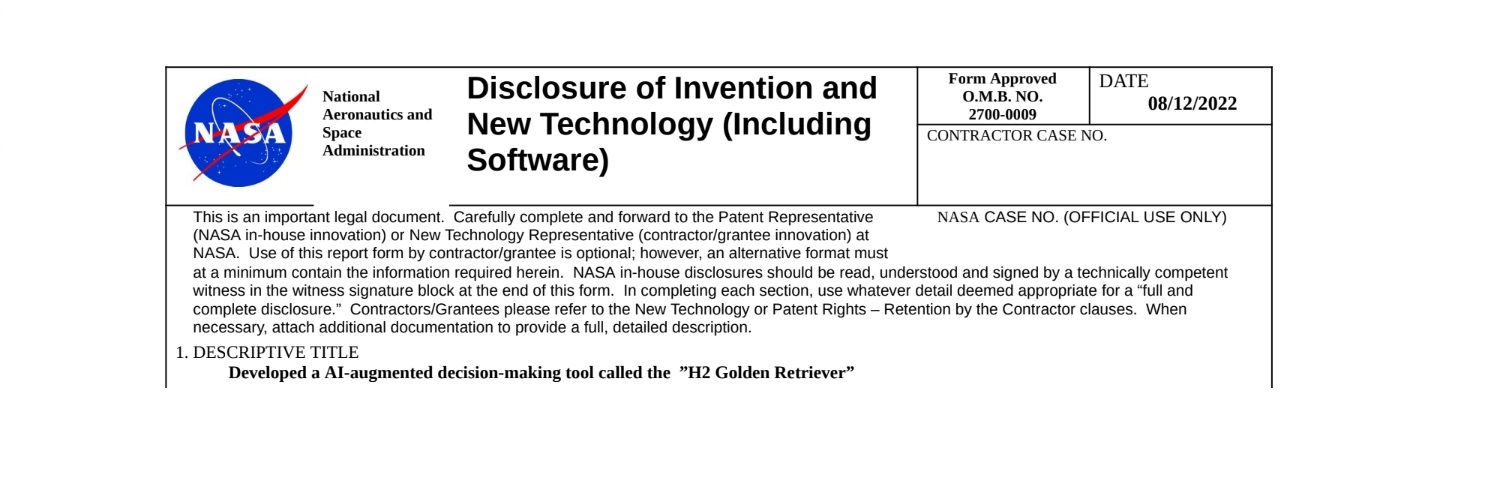 NASA
National
Aeronautics and
Space
Administration
Disclosure of Invention and
New Technology (Including
Software)
Form Approved
O.M.B. NO.
2700-0009
DATE
08/12/2022
CONTRACTOR CASE NO.
This is an important legal document.  Carefully complete and forward to the Patent Representative
(NASA in-house innovation) or New Technology Representative (contractor/grantee innovation) at
NASA.  Use of this report form by contractor/grantee is optional; however, an alternative format must
NASA CASE NO. (OFFICIAL USE ONLY)
at a minimum contain the information required herein.  NASA in-house disclosures should be read, understood and signed by a technically competent
witness in the witness signature block at the end of this form.  In completing each section, use whatever detail deemed appropriate for a “full and
complete disclosure.”  Contractors/Grantees please refer to the New Technology or Patent Rights – Retention by the Contractor clauses.  When
necessary, attach additional documentation to provide a full, detailed description.
1. DESCRIPTIVE TITLE
Developed a AI-augmented decision-making tool called the  ”H2 Golden Retriever”